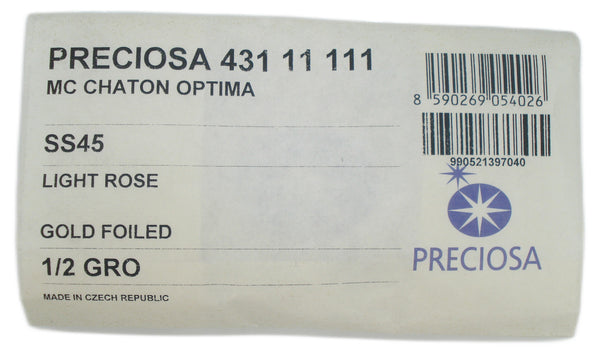 PRECIOSA 431 11 111
MC CHATON OPTIMA
8 590269 054026
SS45
990521397040
LIGHT ROSE
GOLD FOILED
PRECIOSA
1/2 GRO
MADE IN CZECH REPUBLIC